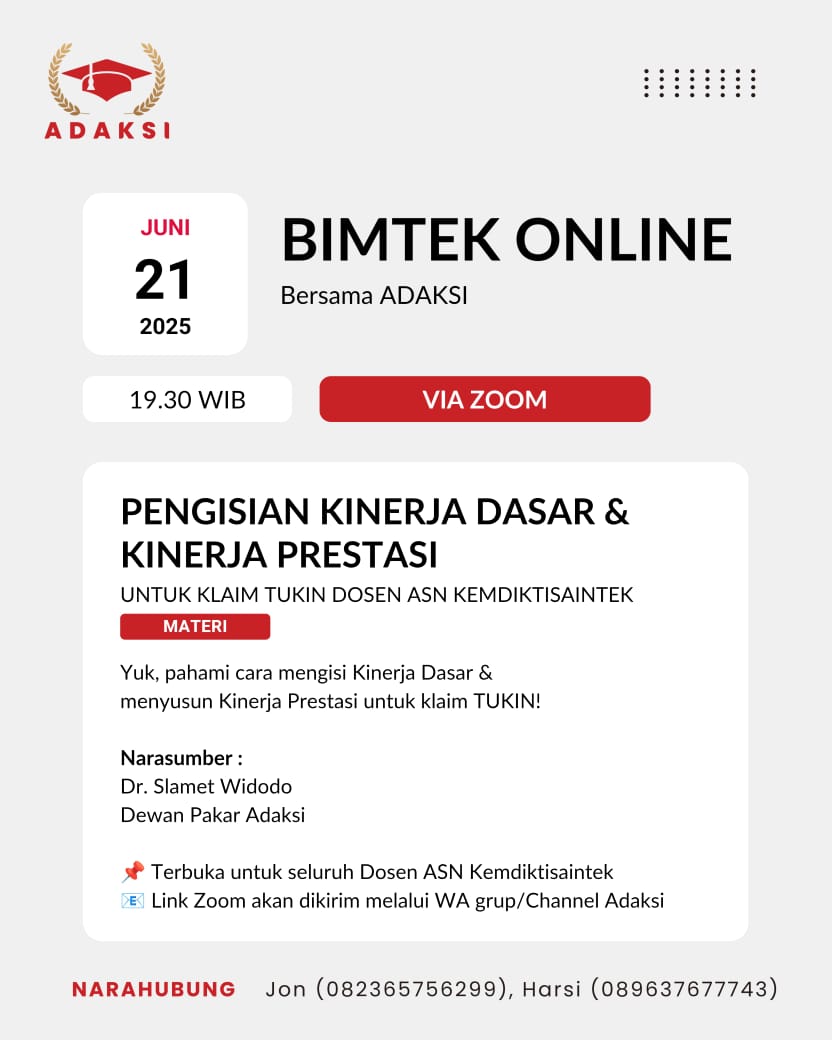 ADAKSI
JUNI
21
2025
BIMTEK ONLINE
Bersama ADAKSI
19.30 WIB
VIA ZOOM
PENGISIAN KINERJA DASAR &
KINERJA PRESTASI
UNTUK KLAIM TUKIN DOSEN ASN KEMDIKTISAINTEK
MATERI
Yuk, pahami cara mengisi Kinerja Dasar &
menyusun Kinerja Prestasi untuk klaim TUKIN!
Narasumber :
Dr. Slamet Widodo
Dewan Pakar Adaksi
📌 Terbuka untuk seluruh Dosen ASN Kemdiktisaintek
📧 Link Zoom akan dikirim melalui WA grup/Channel Adaksi
NARAHUBUNG Jon (082365756299), Harsi (089637677743)